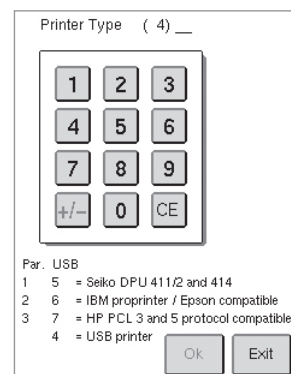 Printer Type ( 4) __
1 2 3
4 5 6
7 8 9
+/- 0 CE
Par. USB
1 5 = Seiko DPU 411/2 and 414
2 6 = IBM proprinter / Epson compatible
3 7 = HP PCL 3 and 5 protocol compatible
4 = USB printer
Ok Exit